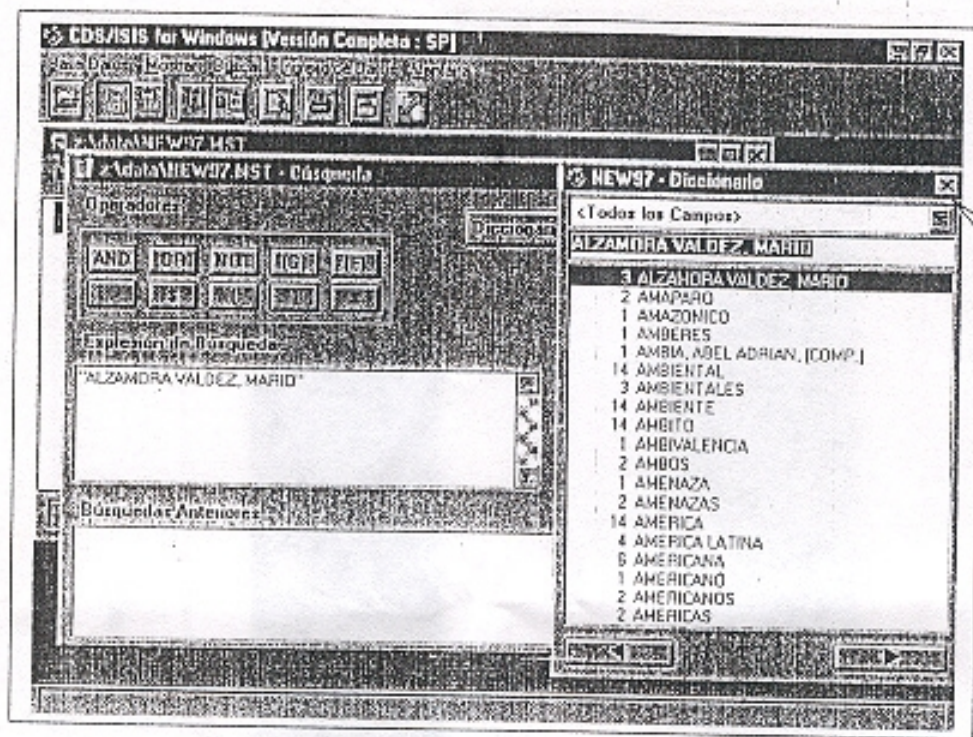 CDS/ISIS for Windows [Versión Completa : SP]
z:\data\NEW97.MST
z:\data\NEW97.MST - Búsqueda
Operadores
AND (OR) NOT (G) (F)
Expresión de Búsqueda
"ALZAMORA VALDEZ, MARIO"
Búsquedas Anteriores
NEW97 - Diccionario
<Todos los Campos>
ALZAMORA VALDEZ, MARIO
3 ALZAMORA VALDEZ, MARIO
2 AMAPARO
1 AMAZONICO
1 AMBERES
1 AMBIA, ABEL ADRIAN, [COMP.]
14 AMBIENTAL
3 AMBIENTALES
14 AMBIENTE
14 AMBITO
1 AMBIVALENCIA
2 AMBOS
1 AMENAZA
2 AMENAZAS
14 AMERICA
4 AMERICA LATINA
6 AMERICANA
1 AMERICANO
2 AMERICANOS
2 AMERICAS